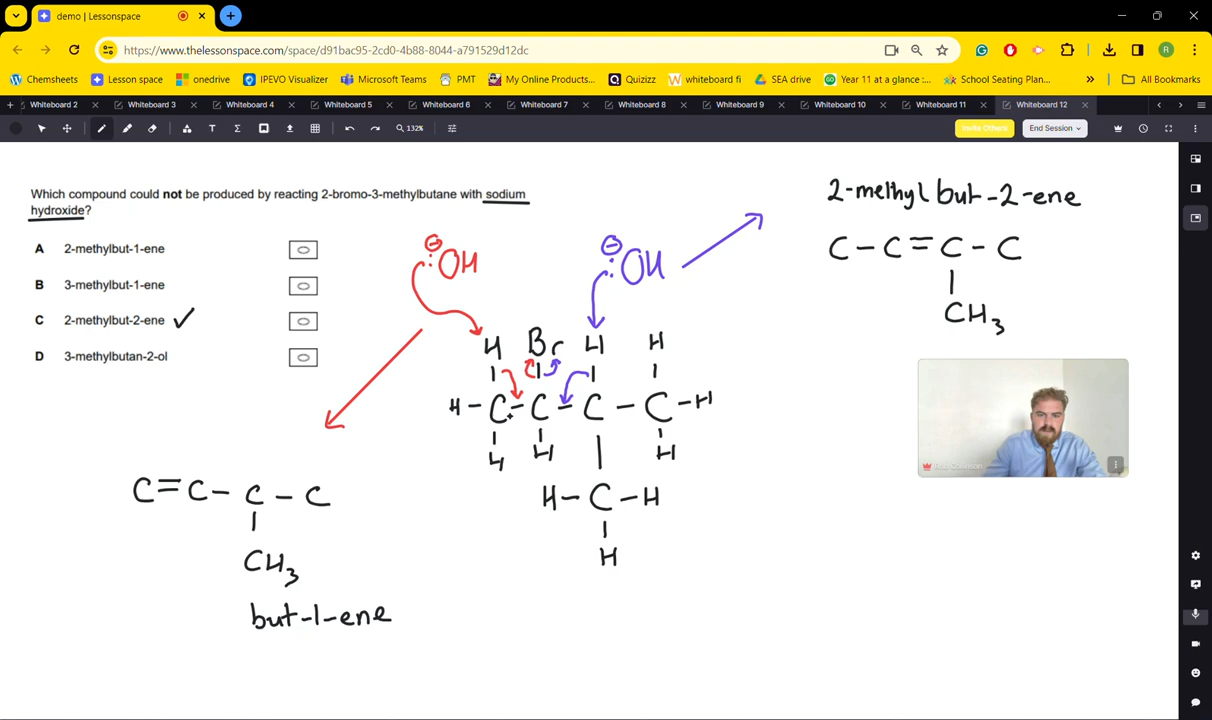 demo | Lessonspace
https://www.thelessonspace.com/space/d91bac95-2cd0-4b88-8044-a791529d12dc
Chemsheets Lesson space onedrive IPEVO Visualizer Microsoft Teams PMT My Online Products... Quizizz whiteboard fi SEA drive Year 11 at a glance :... School Seating Plan... » All Bookmarks
Whiteboard 2 Whiteboard 3 Whiteboard 4 Whiteboard 5 Whiteboard 6 Whiteboard 7 Whiteboard 8 Whiteboard 9 Whiteboard 10 Whiteboard 11 Whiteboard 12
132% Invite Others End Session
Which compound could not be produced by reacting 2-bromo-3-methylbutane with sodium
hydroxide?
A 2-methylbut-1-ene
B 3-methylbut-1-ene
C 2-methylbut-2-ene ✓
D 3-methylbutan-2-ol
2-methylbut-2-ene
C - C = C - C
CH3
⊖
:OH
⊖
:OH
H Br H H
H - C - C - C - C - H
H H H
H - C - H
H
C = C - C - C
CH3
but-1-ene